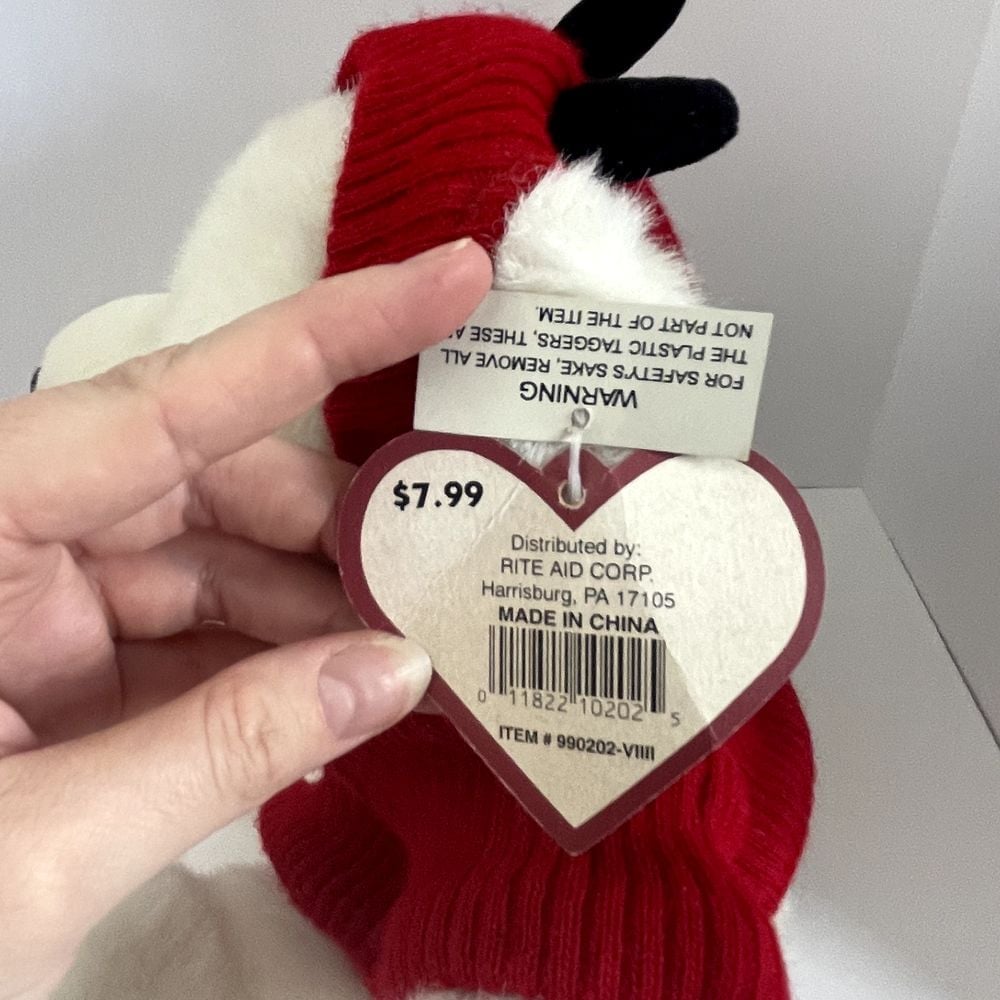 WARNING
FOR SAFETY'S SAKE, REMOVE ALL
THE PLASTIC TAGGERS, THESE
NOT PART OF THE ITEM.
$7.99
Distributed by:
RITE AID CORP.
Harrisburg, PA 17105
MADE IN CHINA
0 11822 10202 5
ITEM # 990202-VIIII